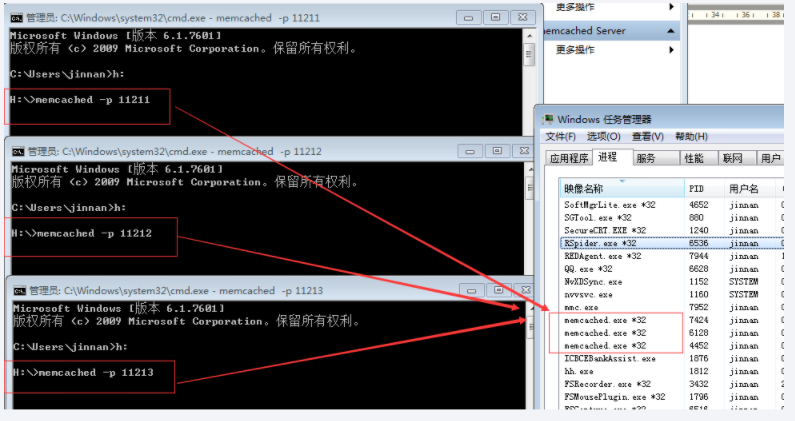 管理员: C:\Windows\system32\cmd.exe - memcached -p 11211
Microsoft Windows [版本 6.1.7601]
版权所有 (c) 2009 Microsoft Corporation。保留所有权利。
C:\Users\jinnan>h:
H:\>memcached -p 11211
管理员: C:\Windows\system32\cmd.exe - memcached -p 11212
Microsoft Windows [版本 6.1.7601]
版权所有 (c) 2009 Microsoft Corporation。保留所有权利。
C:\Users\jinnan>h:
H:\>memcached -p 11212
管理员: C:\Windows\system32\cmd.exe - memcached -p 11213
Microsoft Windows [版本 6.1.7601]
版权所有 (c) 2009 Microsoft Corporation。保留所有权利。
C:\Users\jinnan>h:
H:\>memcached -p 11213
更多操作
emcached Server
更多操作
34 36 38
Windows 任务管理器
文件(F) 选项(O) 查看(V) 帮助(H)
应用程序 进程 服务 性能 联网 用户
映像名称 PID 用户名
SoftMgrLite.exe *32 4652 jinnan
SGTool.exe *32 880 jinnan
SecureCRT.EXE *32 1240 jinnan
RSpider.exe *32 6536 jinnan
REDAgent.exe *32 7944 jinnan
QQ.exe *32 6628 jinnan
NvXDSync.exe 1152 SYSTEM
nvvsvc.exe 1160 SYSTEM
mmc.exe 7952 jinnan
memcached.exe *32 7424 jinnan
memcached.exe *32 6128 jinnan
memcached.exe *32 4452 jinnan
ICBCEBankAssist.exe 1876 jinnan
hh.exe 1812 jinnan
FSRecorder.exe *32 3432 jinnan
FSMousePlugin.exe *32 1796 jinnan